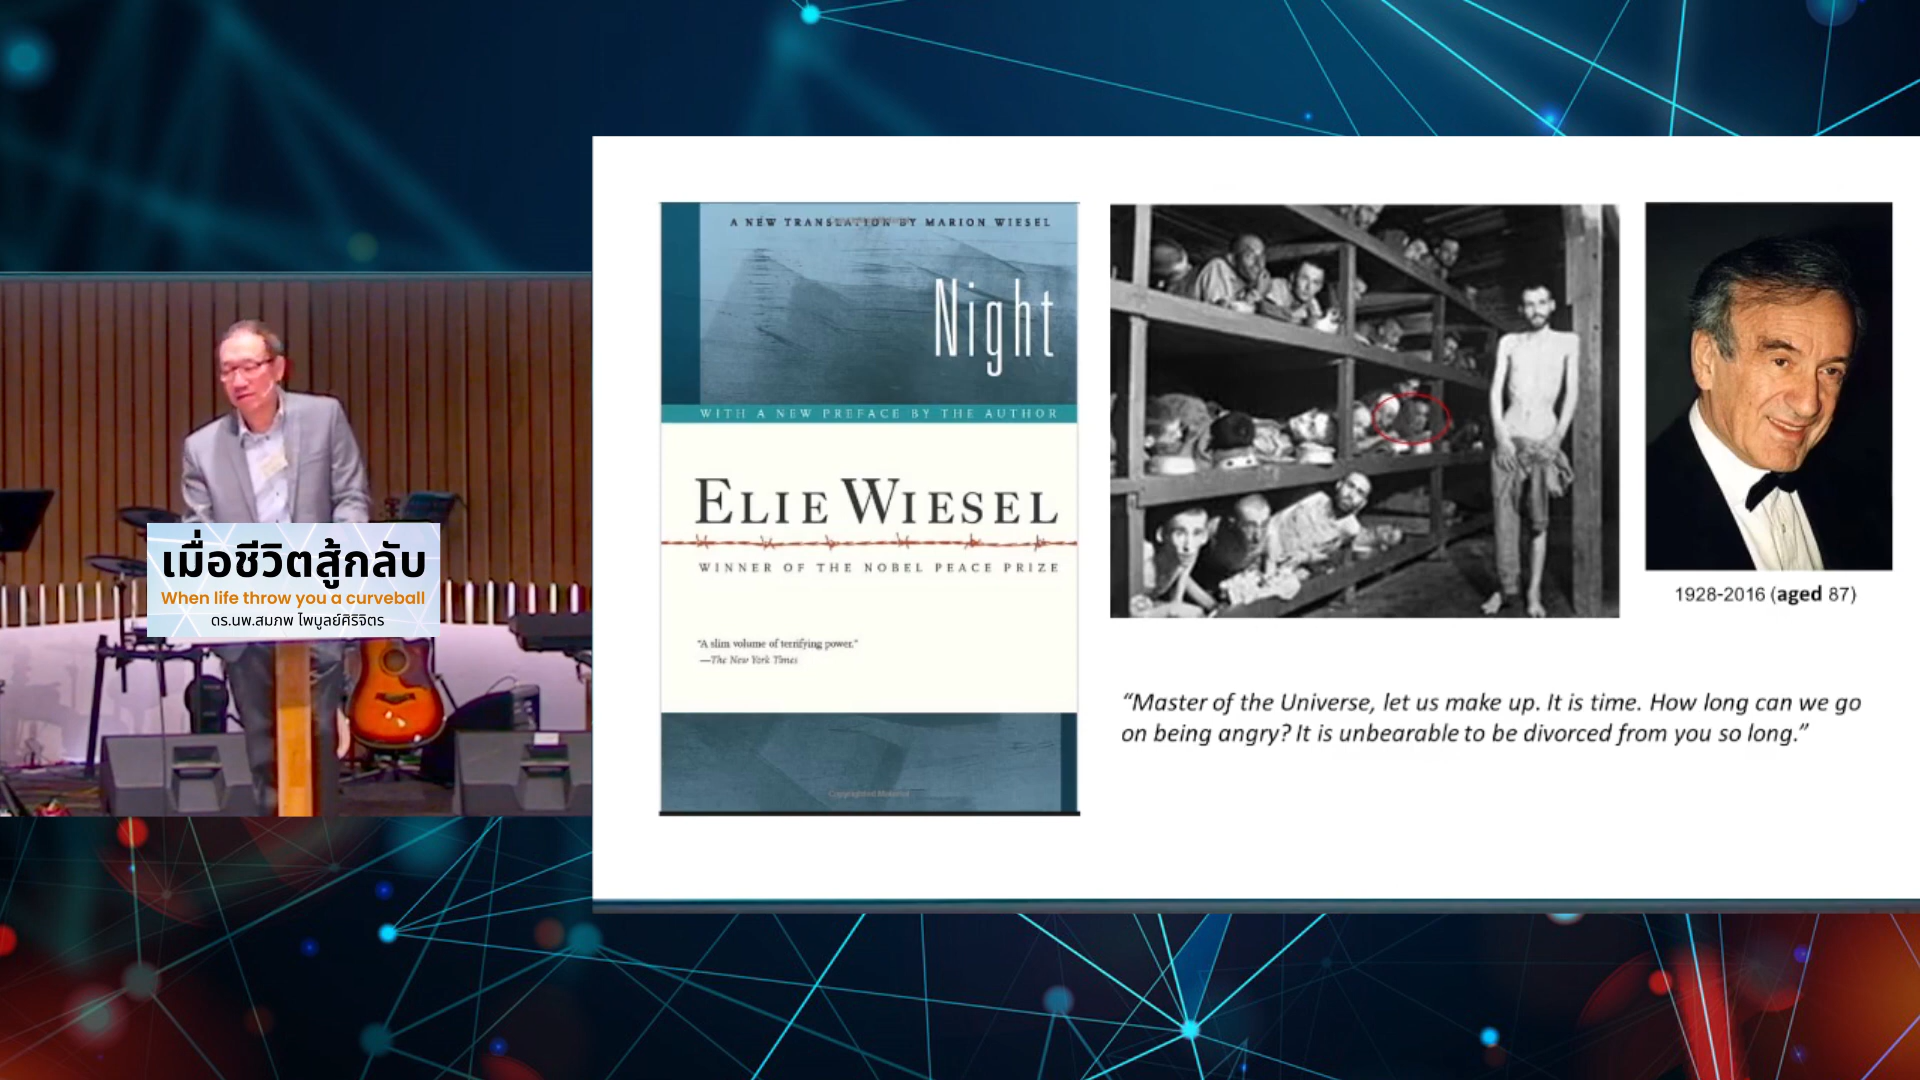 เมื่อชีวิตสู้กลับ
When life throw you a curveball
ดร.นพ.สมภพ ไพบูลย์ศิริจิตร
A NEW TRANSLATION BY MARION WIESEL
Night
WITH A NEW PREFACE BY THE AUTHOR
ELIE WIESEL
WINNER OF THE NOBEL PEACE PRIZE
"A slim volume of terrifying power."
—The New York Times
Copyrighted Material
1928-2016 (aged 87)
“Master of the Universe, let us make up. It is time. How long can we go
on being angry? It is unbearable to be divorced from you so long.”